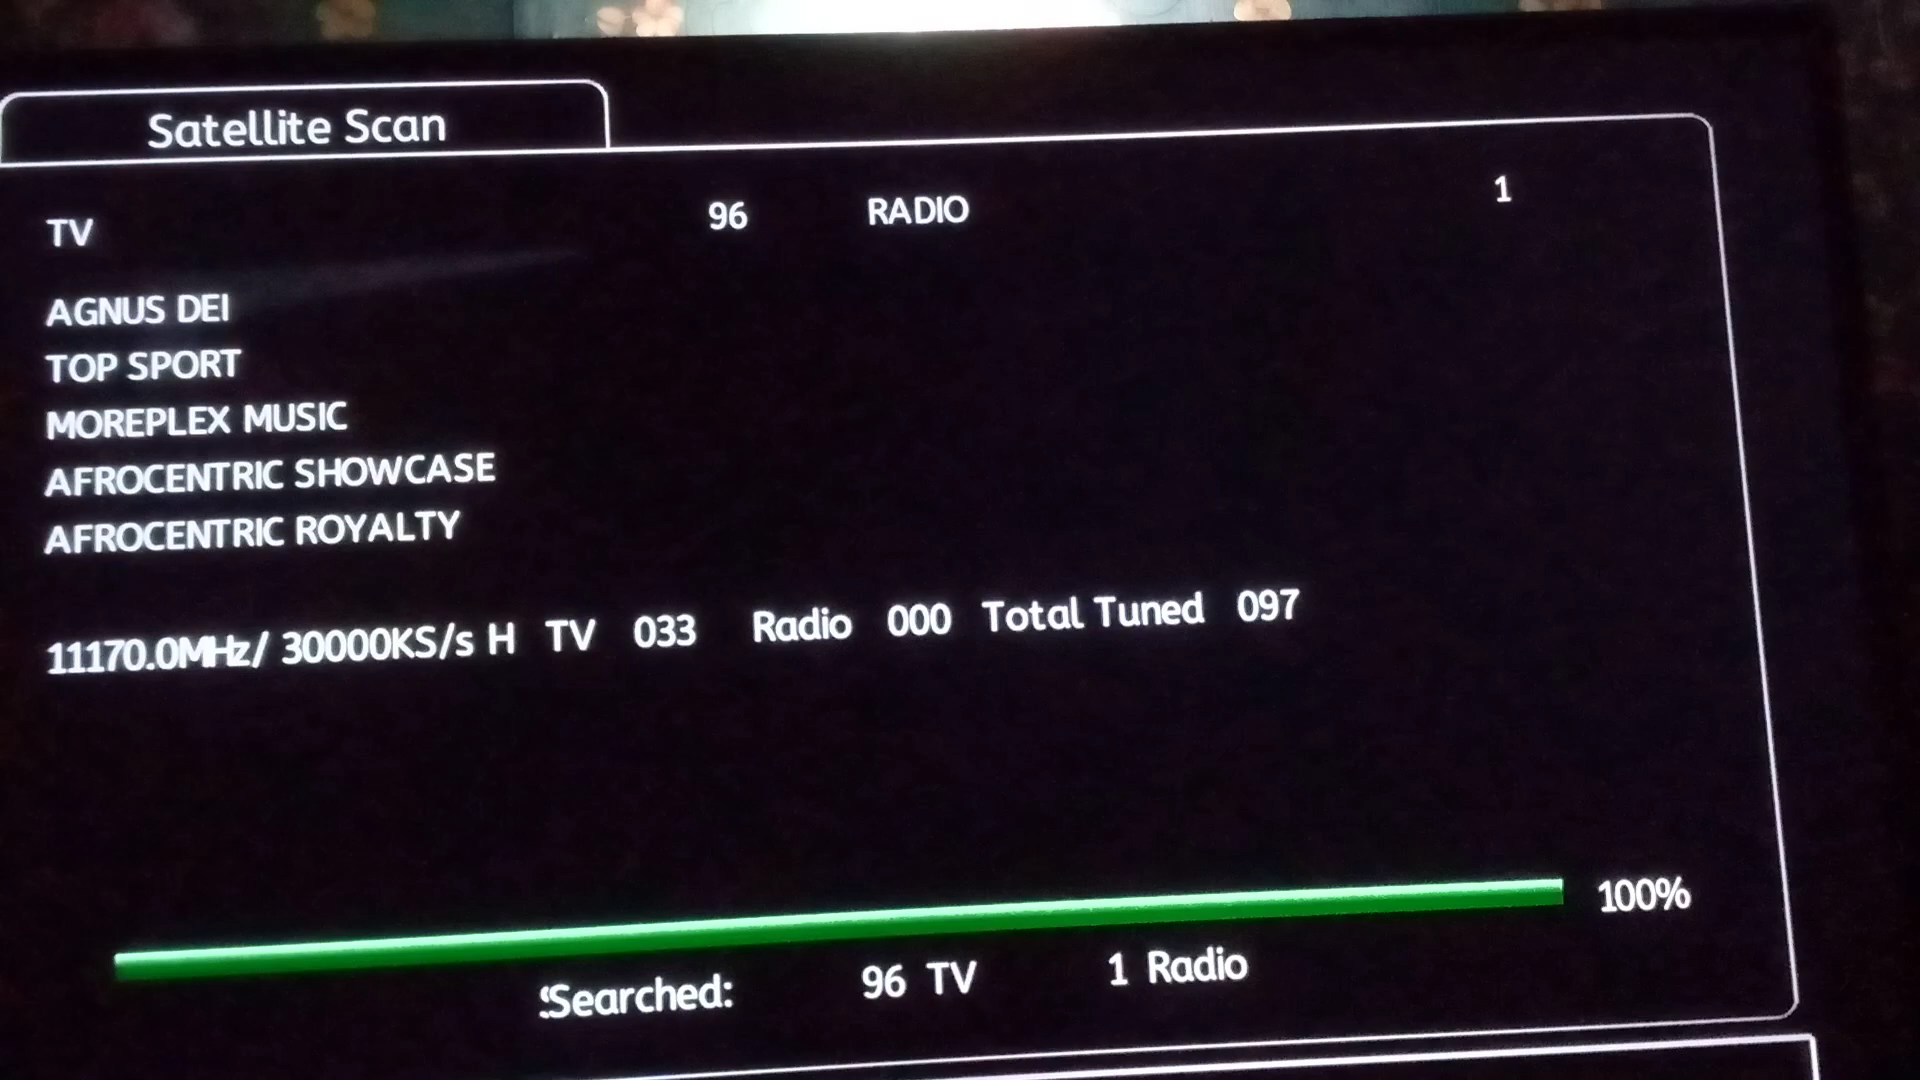 Satellite Scan
TV 96 RADIO 1
AGNUS DEI
TOP SPORT
MOREPLEX MUSIC
AFROCENTRIC SHOWCASE
AFROCENTRIC ROYALTY
11170.0MHz/ 30000KS/s H TV 033 Radio 000 Total Tuned 097
100%
Searched: 96 TV 1 Radio